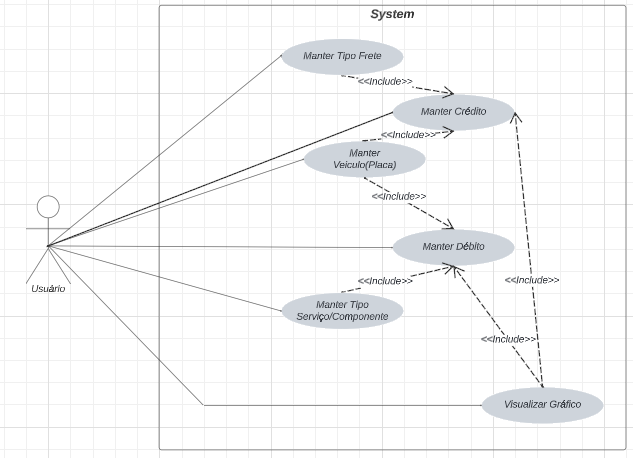 System
Manter Tipo Frete
<<Include>>
Manter Crédito
<<Include>>
Manter
Veiculo(Placa)
<<Include>>
Manter Débito
<<Include>>
<<Include>>
Usuário
Manter Tipo
Serviço/Componente
<<Include>>
Visualizar Gráfico